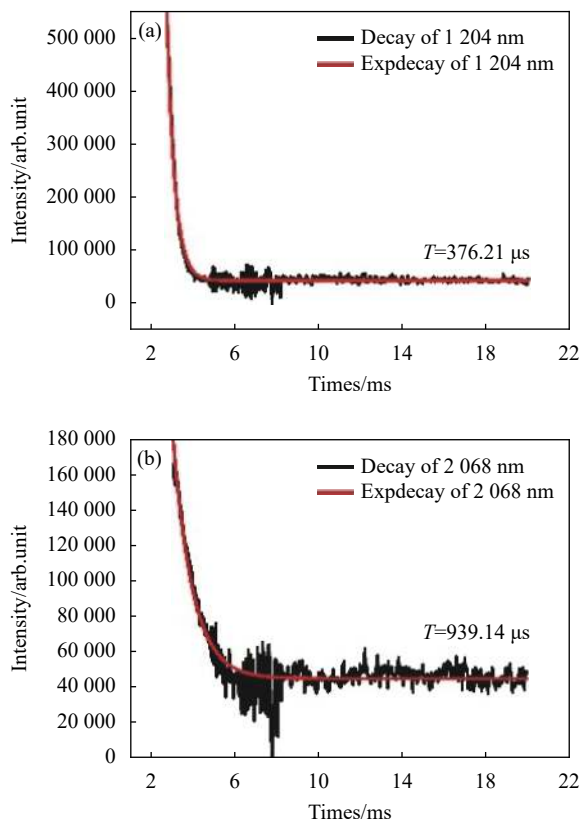 (a)
Decay of 1 204 nm
Expdecay of 1 204 nm
T=376.21 μs
Intensity/arb.unit
500 000
400 000
300 000
200 000
100 000
0
2 6 10 14 18 22
Times/ms
(b)
Decay of 2 068 nm
Expdecay of 2 068 nm
T=939.14 μs
Intensity/arb.unit
180 000
160 000
140 000
120 000
100 000
80 000
60 000
40 000
20 000
0
2 6 10 14 18 22
Times/ms